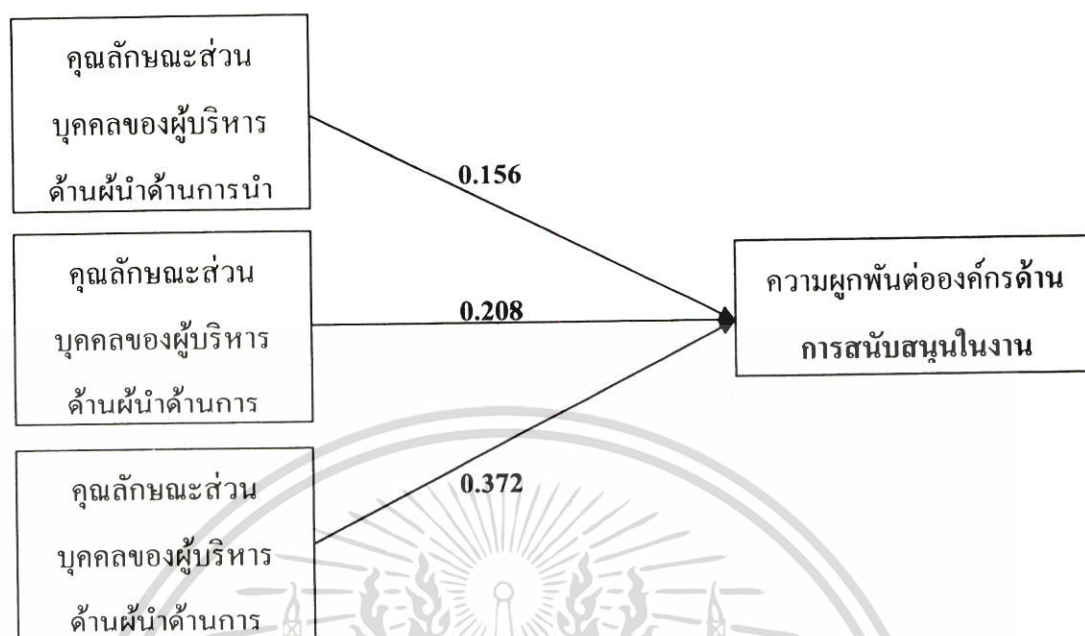 คุณลักษณะส่วน
บุคคลของผู้บริหาร
ด้านผู้นำด้านการนำ
0.156
คุณลักษณะส่วน
บุคคลของผู้บริหาร
ด้านผู้นำด้านการ
0.208
ความผูกพันต่อองค์กรด้าน
การสนับสนุนในงาน
คุณลักษณะส่วน
บุคคลของผู้บริหาร
ด้านผู้นำด้านการ
0.372